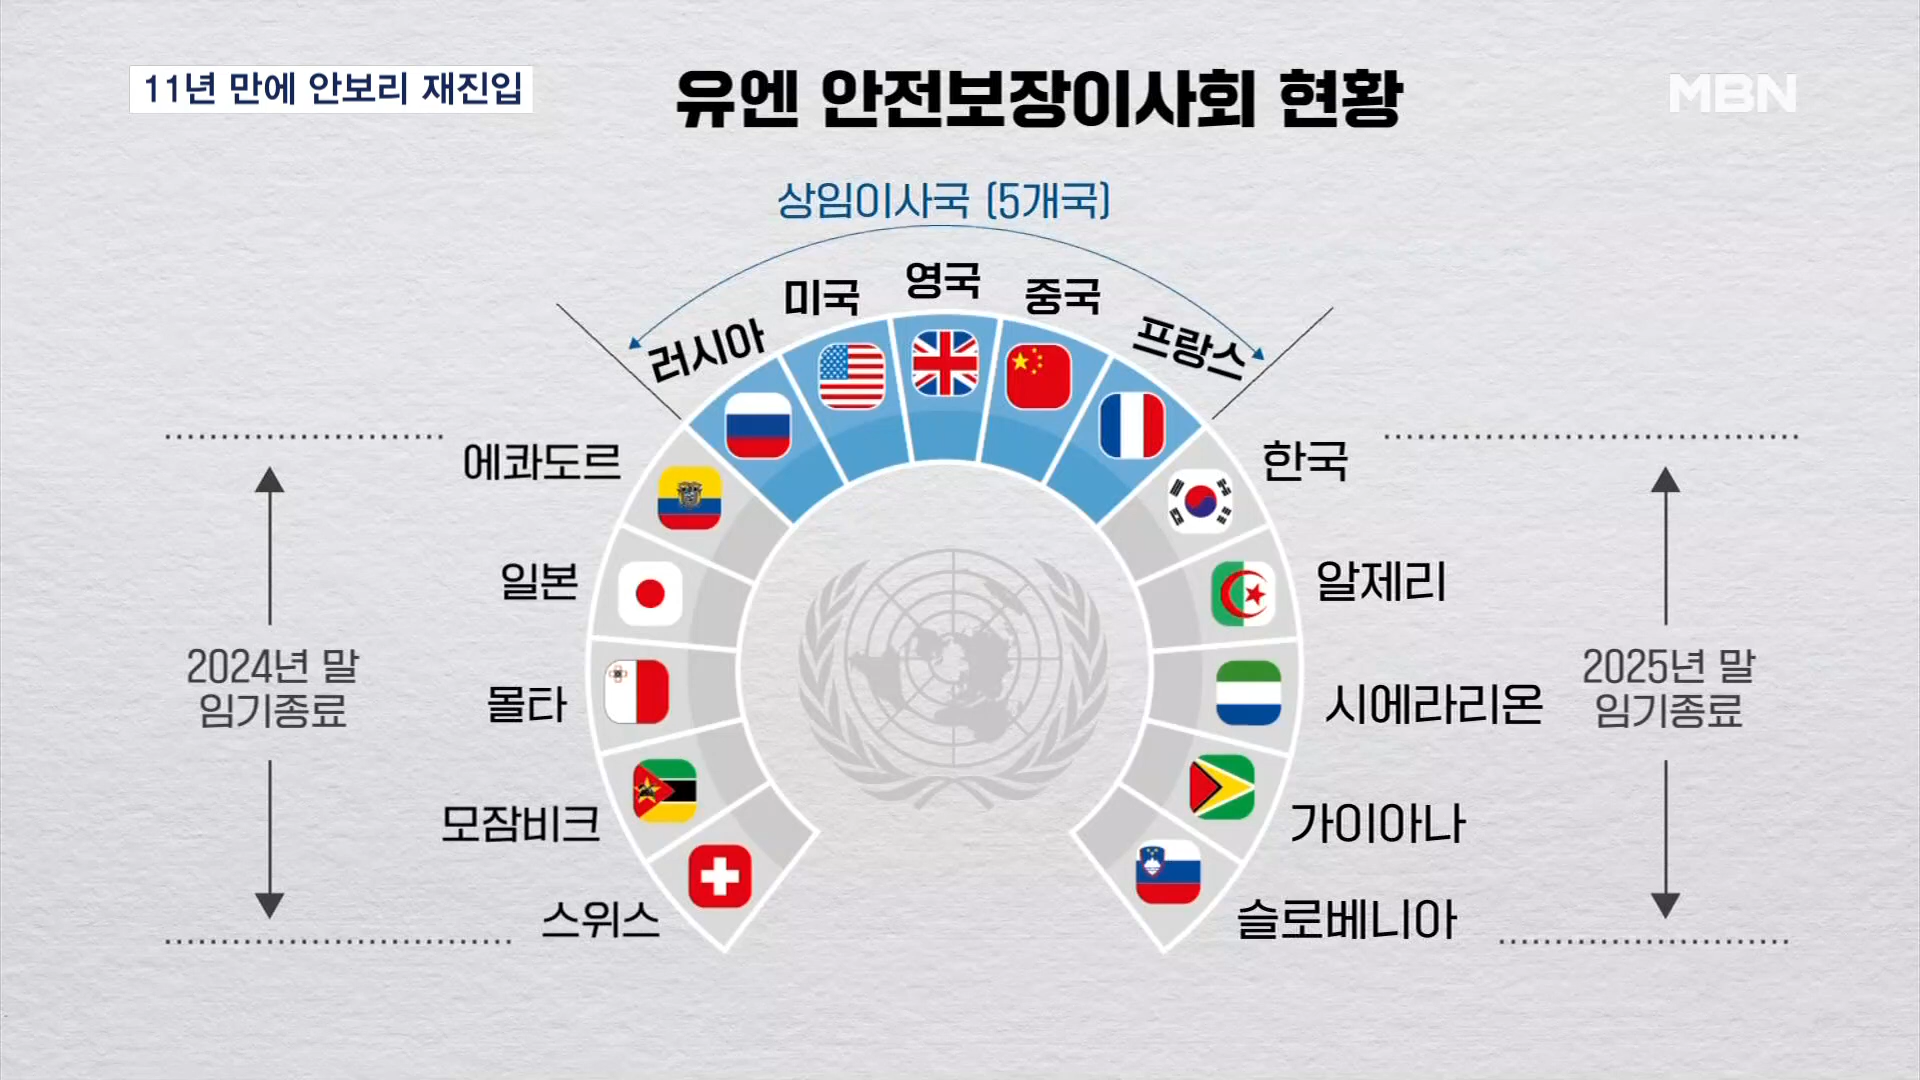 11년 만에 안보리 재진입
유엔 안전보장이사회 현황
MBN
상임이사국 (5개국)
러시아
미국
영국
중국
프랑스
에콰도르
일본
몰타
모잠비크
스위스
2024년 말
임기종료
한국
알제리
시에라리온
가이아나
슬로베니아
2025년 말
임기종료